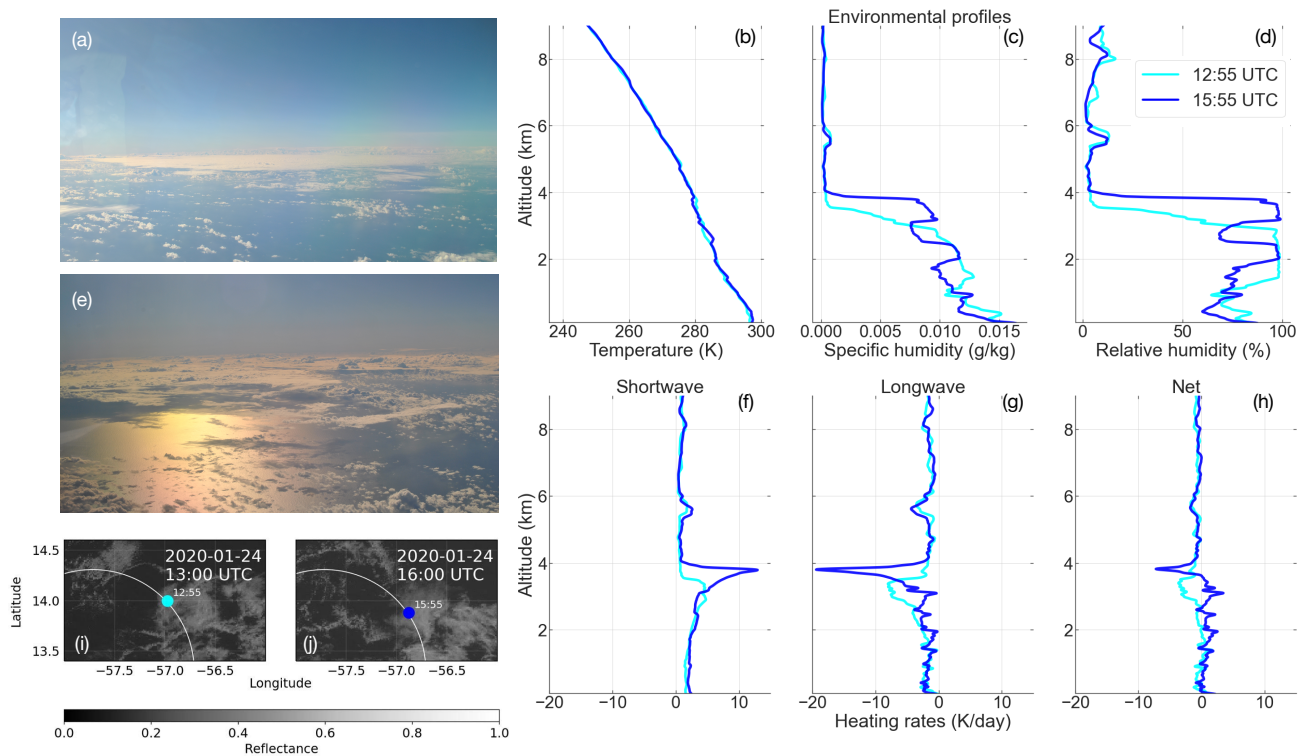 Environmental profiles
(a)
(b)
(c)
(d)
12:55 UTC
15:55 UTC
Altitude (km)
8
6
4
2
240 260 280 300
0.000 0.005 0.010 0.015
0 50 100
Temperature (K)
Specific humidity (g/kg)
Relative humidity (%)
(e)
Shortwave
Longwave
Net
(f)
(g)
(h)
Altitude (km)
8
6
4
2
−20 −10 0 10
−20 −10 0 10
−20 −10 0 10
Heating rates (K/day)
Latitude
14.5
14.0
13.5
2020-01-24
13:00 UTC
12:55
(i)
2020-01-24
16:00 UTC
15:55
(j)
−57.5 −57.0 −56.5
−57.5 −57.0 −56.5
Longitude
0.0 0.2 0.4 0.6 0.8 1.0
Reflectance